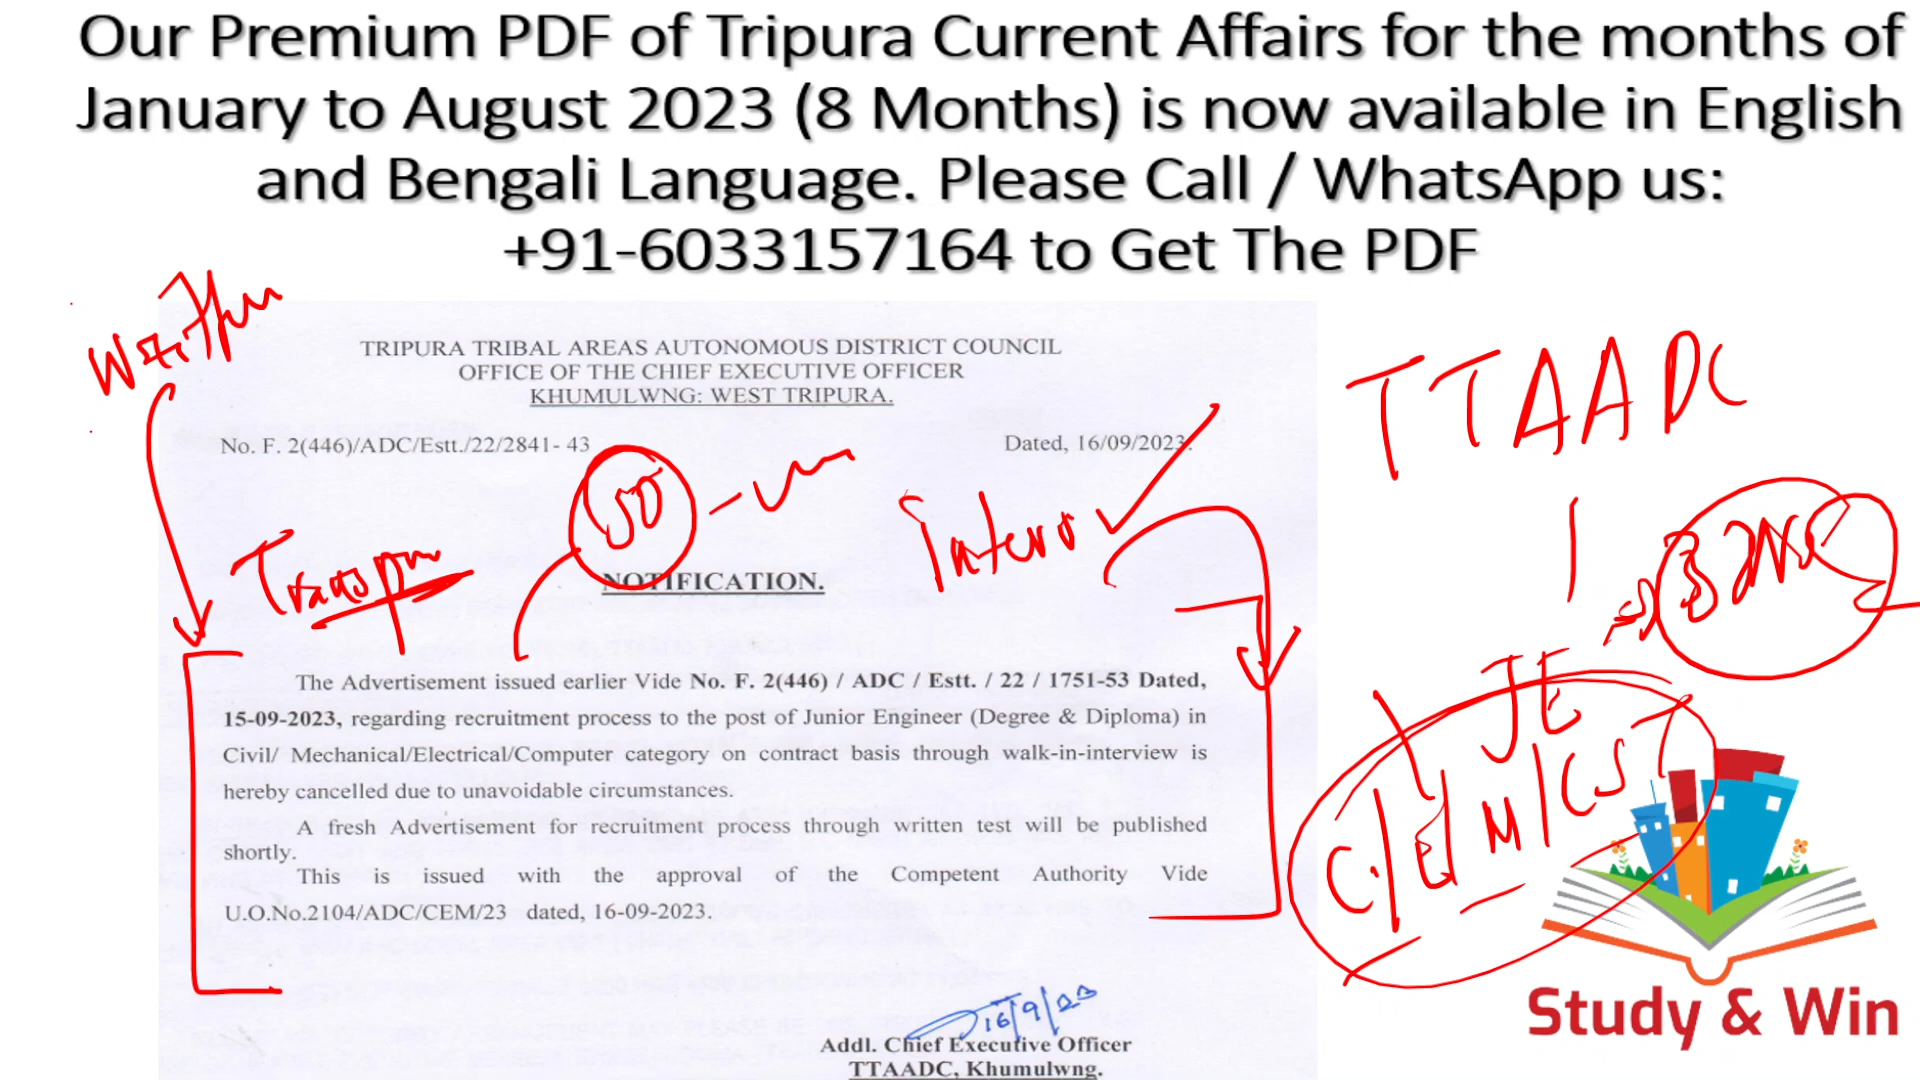 Our Premium PDF of Tripura Current Affairs for the months of
January to August 2023 (8 Months) is now available in English
and Bengali Language. Please Call / WhatsApp us:
+91-6033157164 to Get The PDF
TRIPURA TRIBAL AREAS AUTONOMOUS DISTRICT COUNCIL
OFFICE OF THE CHIEF EXECUTIVE OFFICER
KHUMULWNG: WEST TRIPURA.
No. F. 2(446)/ADC/Estt./22/2841- 43
Dated, 16/09/2023.
TTAADC
50
NOTIFICATION.
JE
The Advertisement issued earlier Vide No. F. 2(446) / ADC / Estt. / 22 / 1751-53 Dated,
15-09-2023, regarding recruitment process to the post of Junior Engineer (Degree & Diploma) in
Civil/ Mechanical/Electrical/Computer category on contract basis through walk-in-interview is
hereby cancelled due to unavoidable circumstances.
A fresh Advertisement for recruitment process through written test will be published
shortly.
This is issued with the approval of the Competent Authority Vide
U.O.No.2104/ADC/CEM/23 dated, 16-09-2023.
C/E/M/CS
16/9/23
Addl. Chief Executive Officer
TTAADC, Khumulwng.
Study & Win